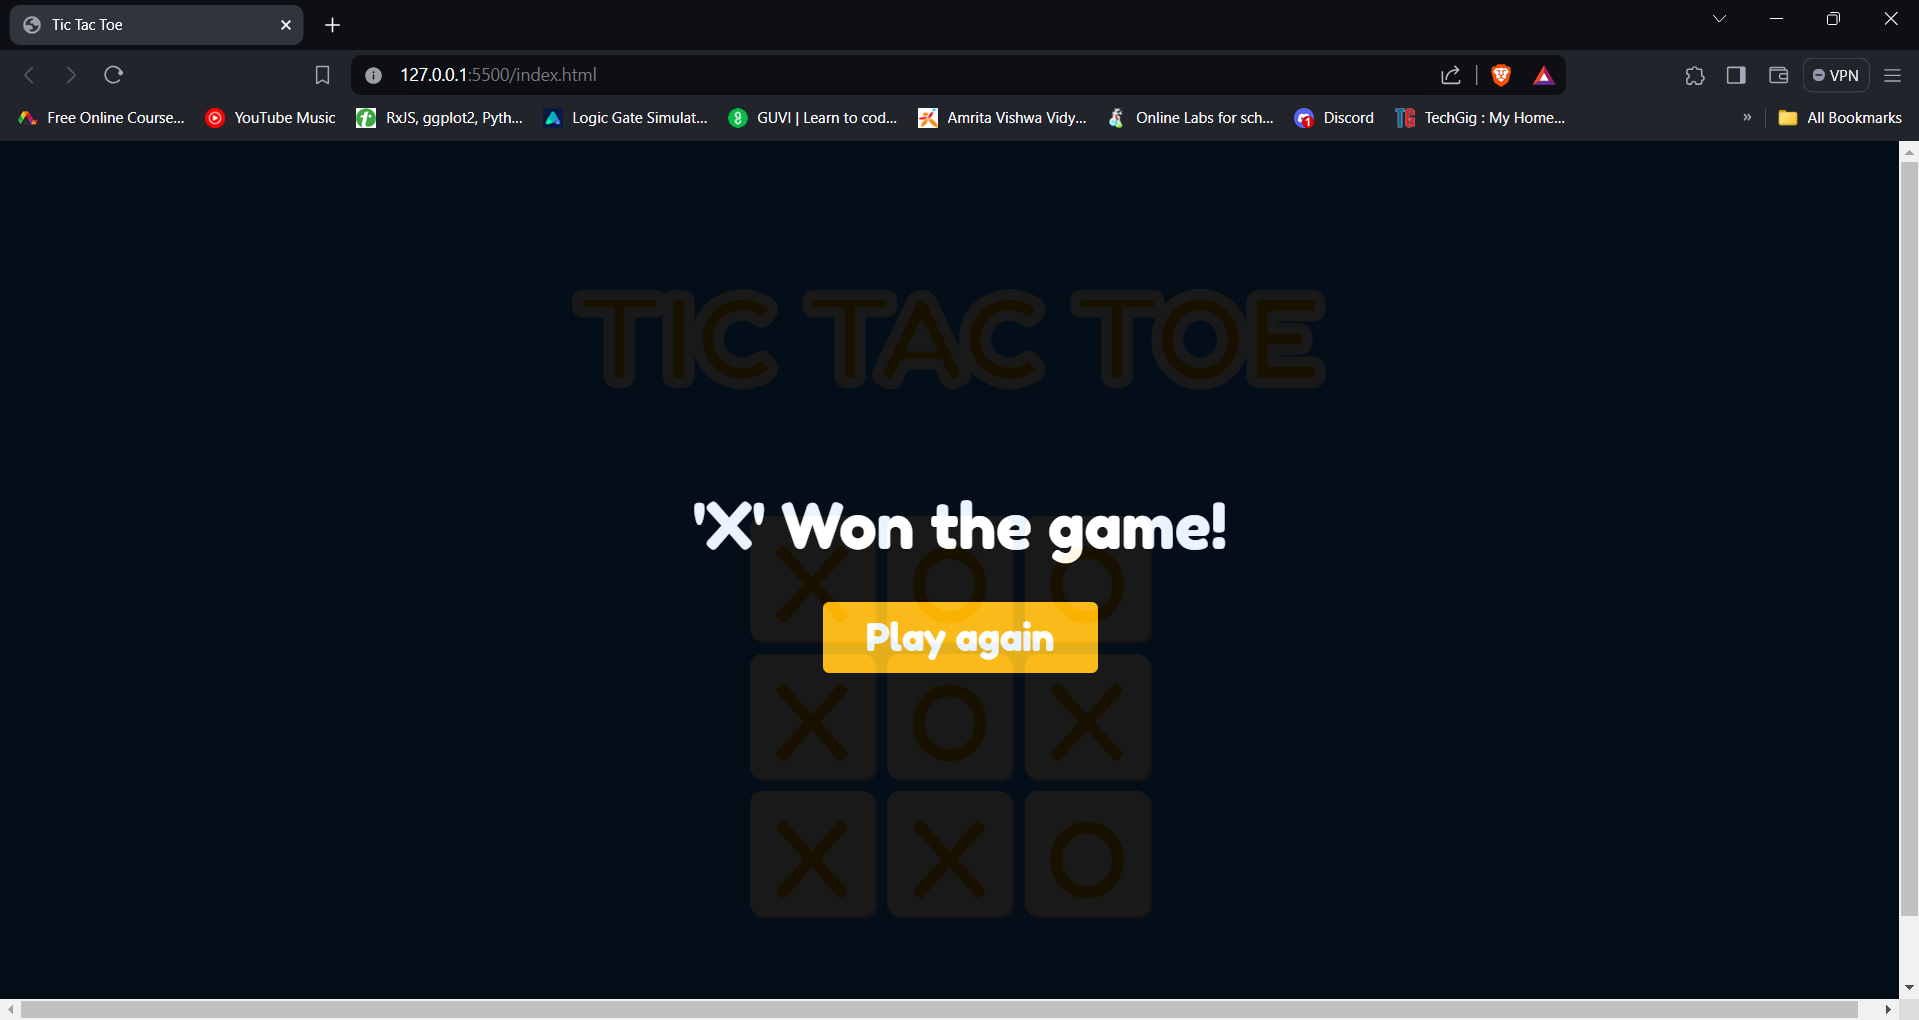 Tic Tac Toe
127.0.0.1:5500/index.html
VPN
Free Online Course... YouTube Music RxJS, ggplot2, Pyth... Logic Gate Simulat... GUVI | Learn to cod... Amrita Vishwa Vidy... Online Labs for sch... Discord TechGig : My Home... » All Bookmarks
TIC TAC TOE
'X' Won the game!
X O O
Play again
X O X
X X O